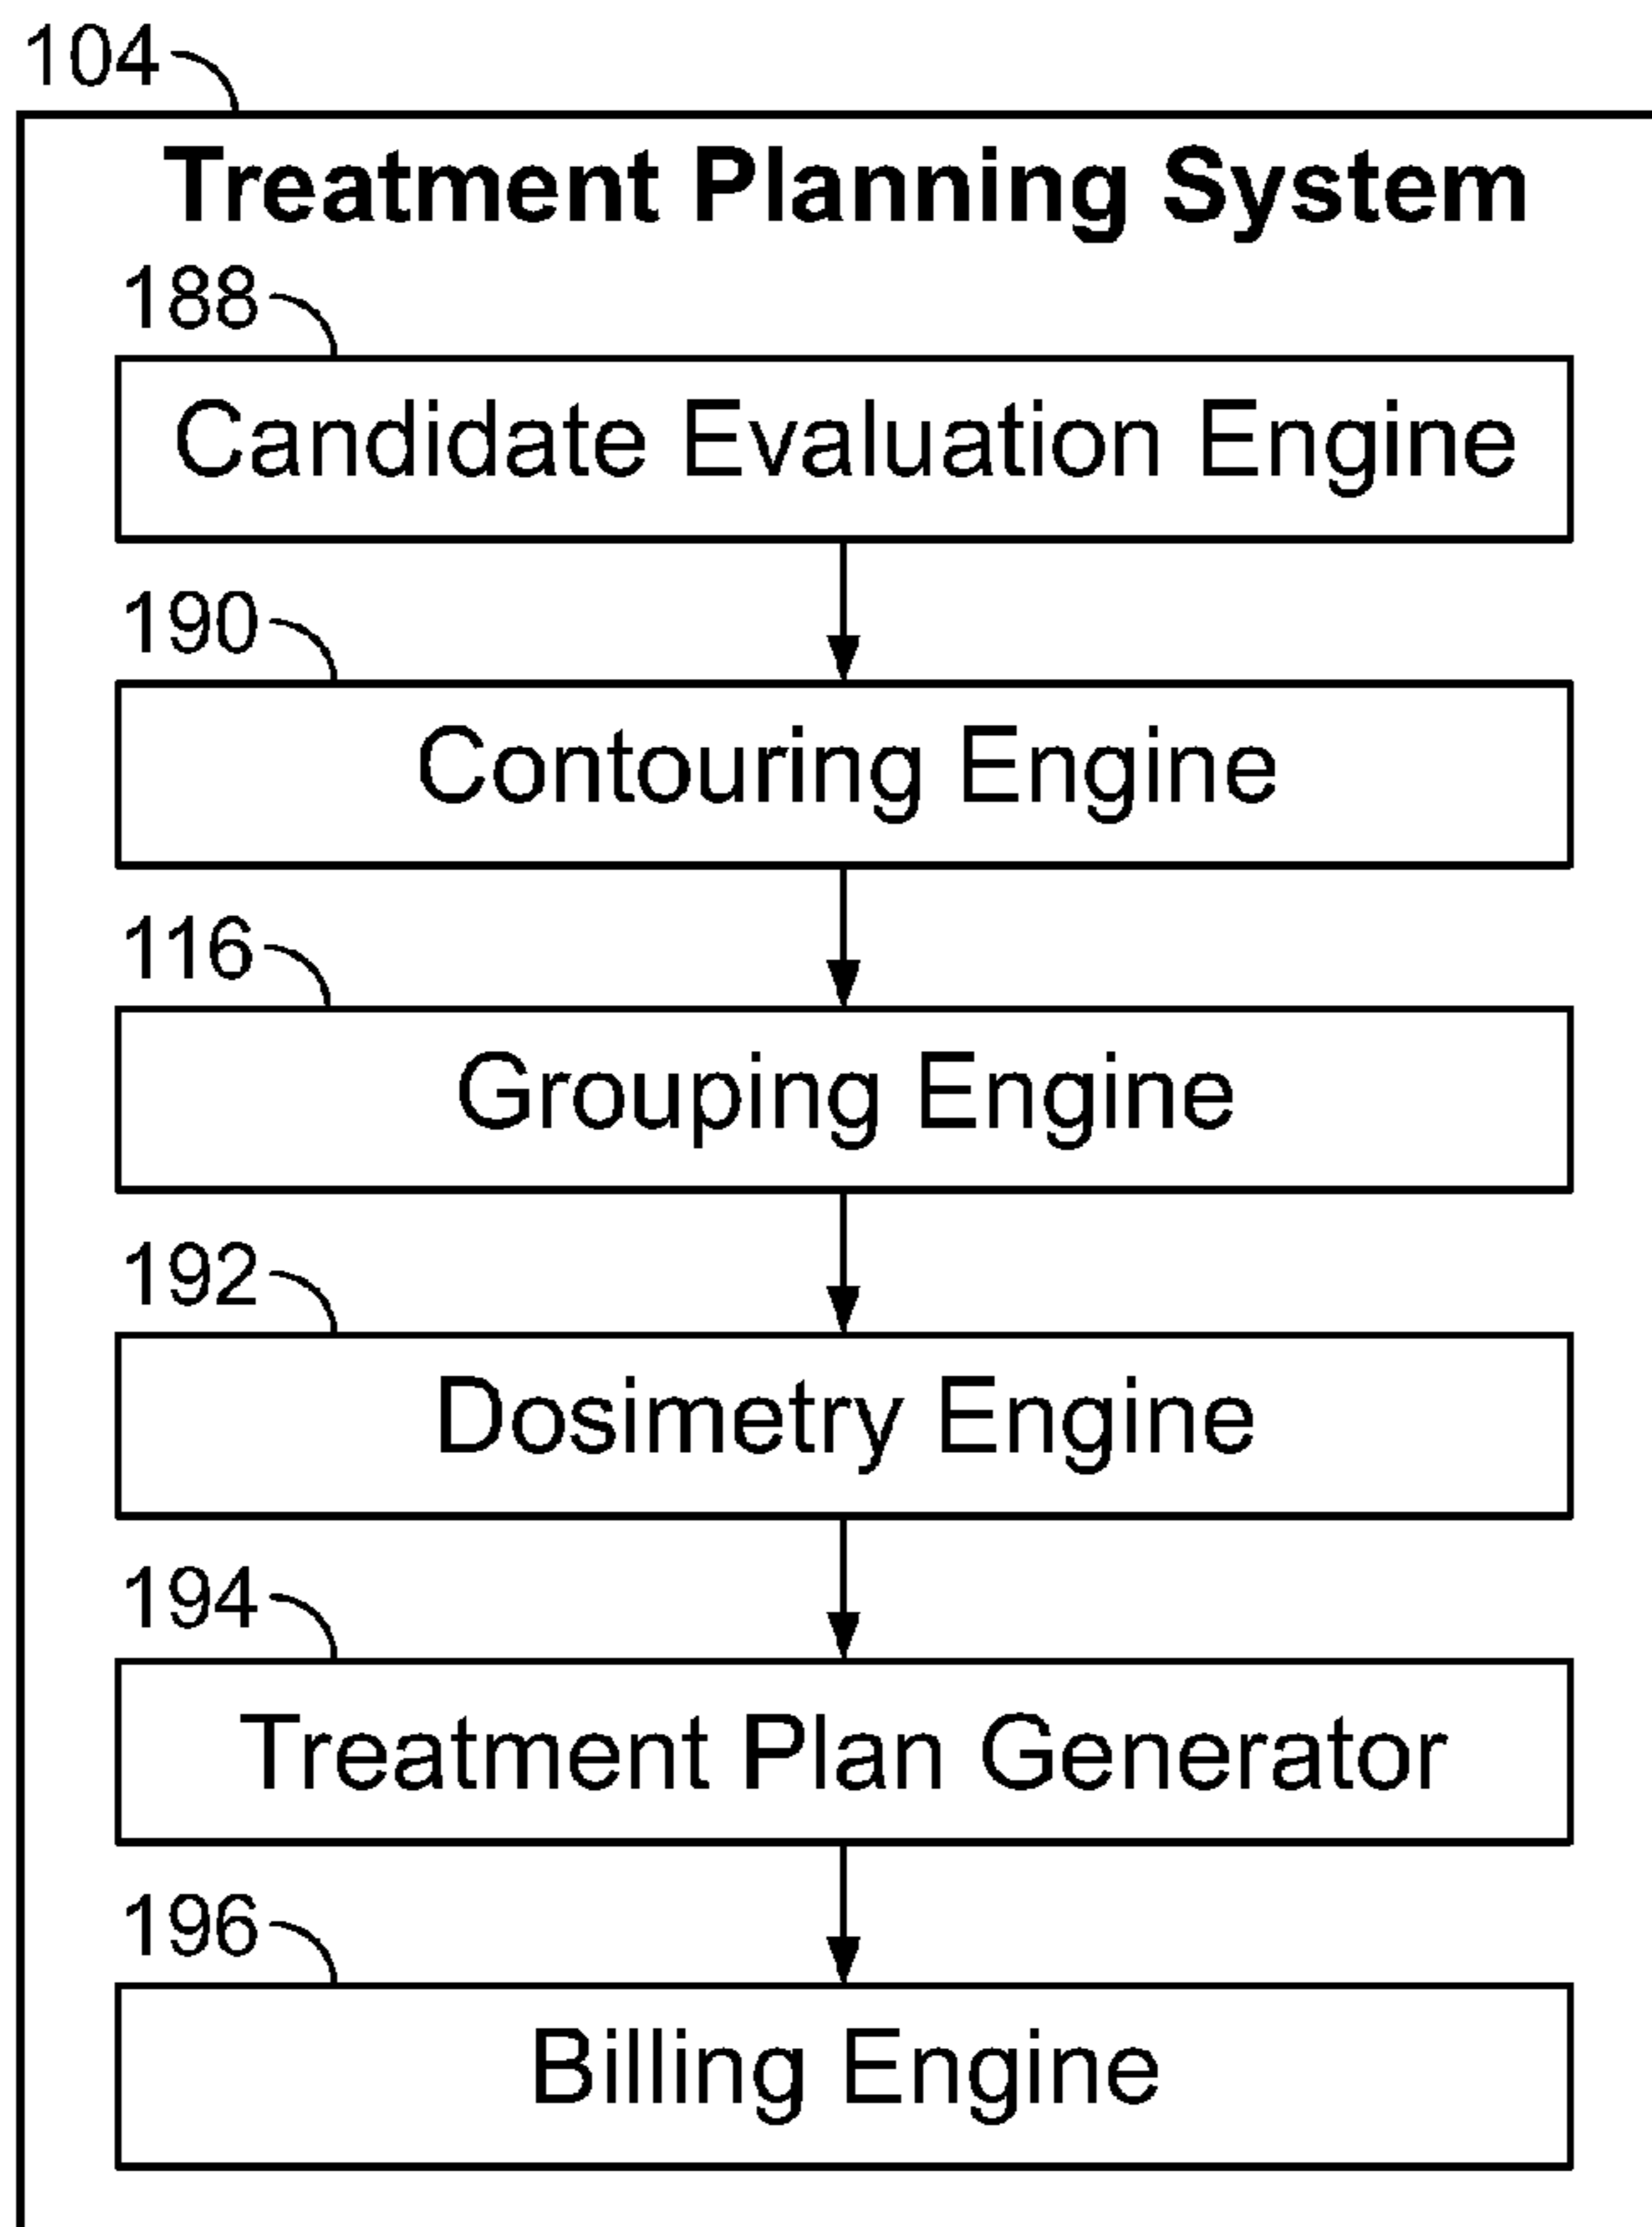 104
Treatment Planning System
188
Candidate Evaluation Engine
190
Contouring Engine
116
Grouping Engine
192
Dosimetry Engine
194
Treatment Plan Generator
196
Billing Engine